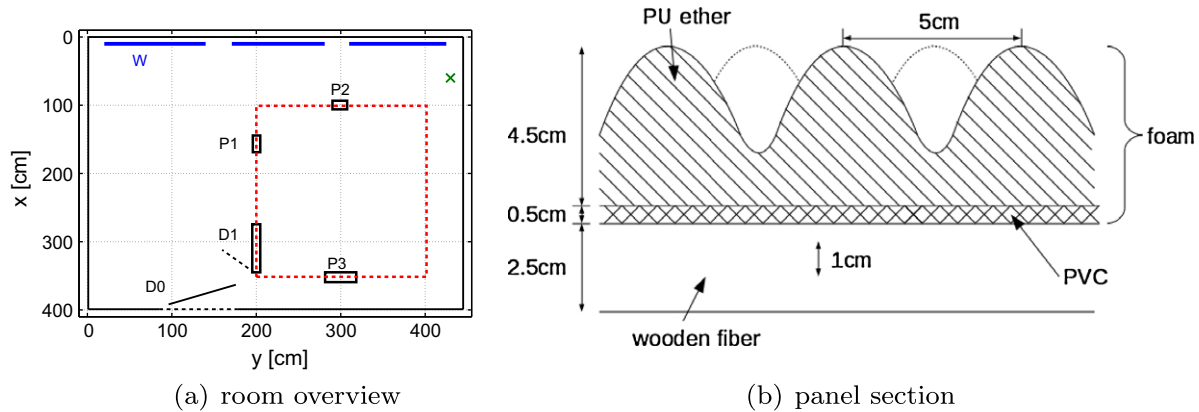 0
100
200
300
400
x [cm]
W
P2
P1
D1
P3
D0
0
100
200
300
400
y [cm]
(a) room overview
PU ether
5cm
4.5cm
foam
0.5cm
2.5cm
1cm
PVC
wooden fiber
(b) panel section